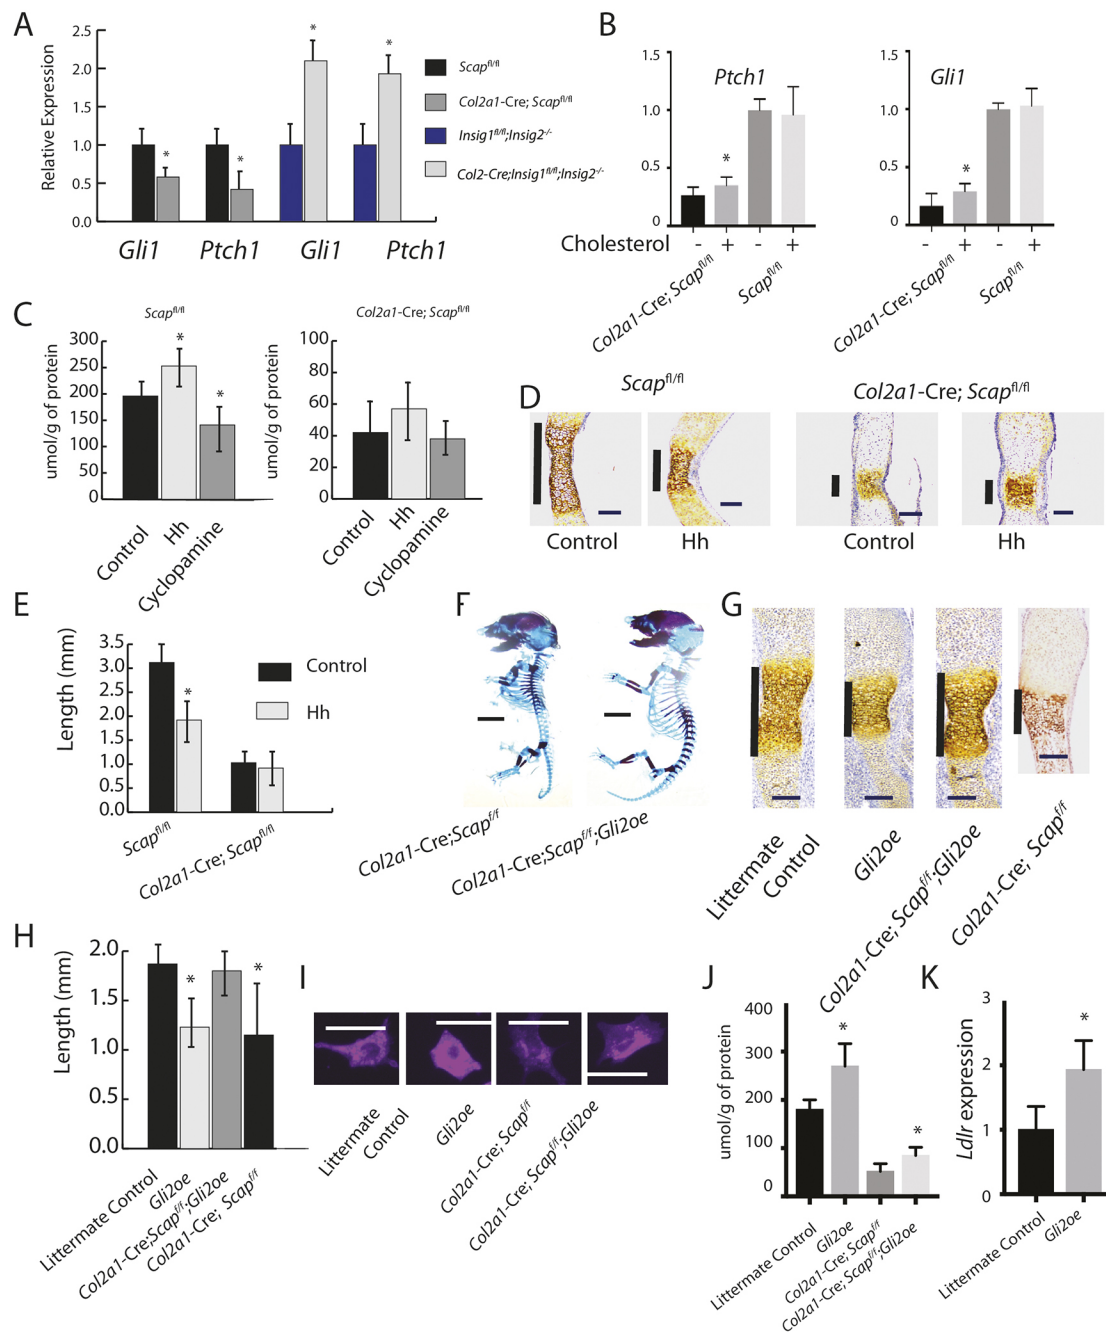 A
Relative Expression
2.5
2.0
1.5
1.0
0.5
0.0
*
*
*
*
Gli1
Ptch1
Gli1
Ptch1
Scapfl/fl
Col2a1-Cre; Scapfl/fl
Insig1fl/fl;Insig2-/-
Col2-Cre;Insig1fl/fl;Insig2-/-
B
1.5
1.0
0.5
0
Ptch1
*
1.5
1.0
0.5
0
Gli1
*
Cholesterol
-
+
-
+
-
+
-
+
Col2a1-Cre; Scapfl/fl
Scapfl/fl
Col2a1-Cre; Scapfl/fl
Scapfl/fl
C
Scapfl/fl
umol/g of protein
300
250
200
150
100
50
0
*
*
Control
Hh
Cyclopamine
Col2a1-Cre; Scapfl/fl
umol/g of protein
100
80
60
40
20
0
Control
Hh
Cyclopamine
D
Scapfl/fl
Col2a1-Cre; Scapfl/fl
Control
Hh
Control
Hh
E
Length (mm)
3.5
3.0
2.5
2.0
1.5
1.0
0.5
0.0
*
Control
Hh
Scapfl/fl
Col2a1-Cre; Scapfl/fl
F
Col2a1-Cre;Scapf/f
Col2a1-Cre;Scapf/f;Gli2oe
G
Littermate
Control
Gli2oe
Col2a1-Cre; Scapf/f;Gli2oe
Col2a1-Cre; Scapf/f
H
Length (mm)
2.0
1.5
1.0
0.5
0.0
*
*
Littermate Control
Gli2oe
Col2a1-Cre;Scapf/f;Gli2oe
Col2a1-Cre; Scapf/f
I
Littermate
Control
Gli2oe
Col2a1-Cre; Scapf/f
Col2a1-Cre; Scapf/f;Gli2oe
J
umol/g of protein
400
300
200
100
0
*
*
Littermate Control
Gli2oe
Col2a1-Cre; Scapf/f
Col2a1-Cre; Scapf/f;Gli2oe
K
Ldlr expression
3
2
1
0
*
Littermate Control
Gli2oe